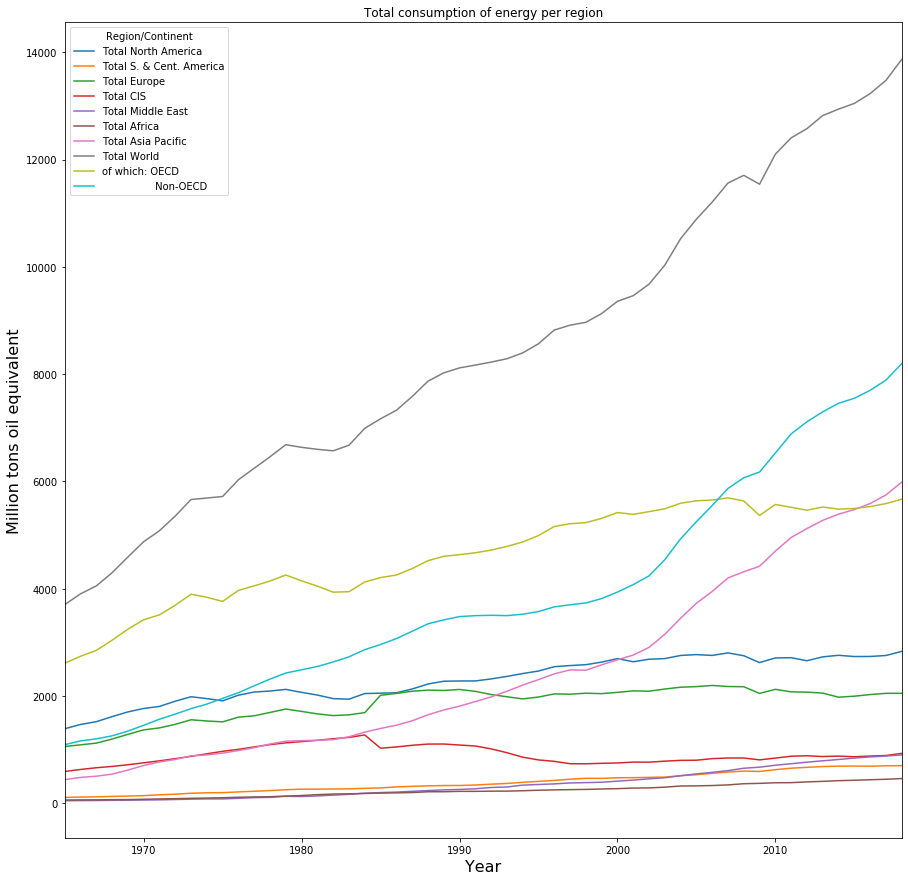 Total consumption of energy per region
Region/Continent
Total North America
Total S. & Cent. America
Total Europe
Total CIS
Total Middle East
Total Africa
Total Asia Pacific
Total World
of which: OECD
Non-OECD
14000
12000
10000
8000
6000
4000
2000
0
Million tons oil equivalent
1970
1980
1990
2000
2010
Year